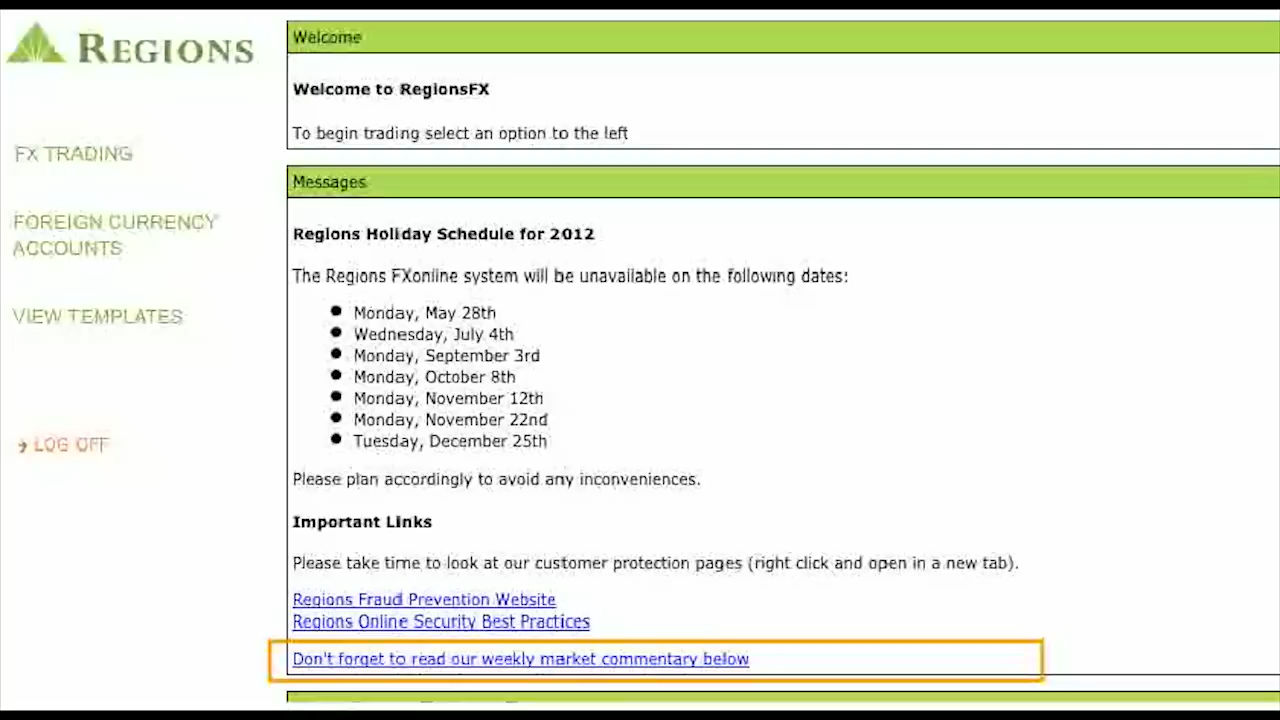 REGIONS
FX TRADING
FOREIGN CURRENCY
ACCOUNTS
VIEW TEMPLATES
LOG OFF
Welcome
Welcome to RegionsFX
To begin trading select an option to the left
Messages
Regions Holiday Schedule for 2012
The Regions FXonline system will be unavailable on the following dates:
Monday, May 28th
Wednesday, July 4th
Monday, September 3rd
Monday, October 8th
Monday, November 12th
Monday, November 22nd
Tuesday, December 25th
Please plan accordingly to avoid any inconveniences.
Important Links
Please take time to look at our customer protection pages (right click and open in a new tab).
Regions Fraud Prevention Website
Regions Online Security Best Practices
Don't forget to read our weekly market commentary below